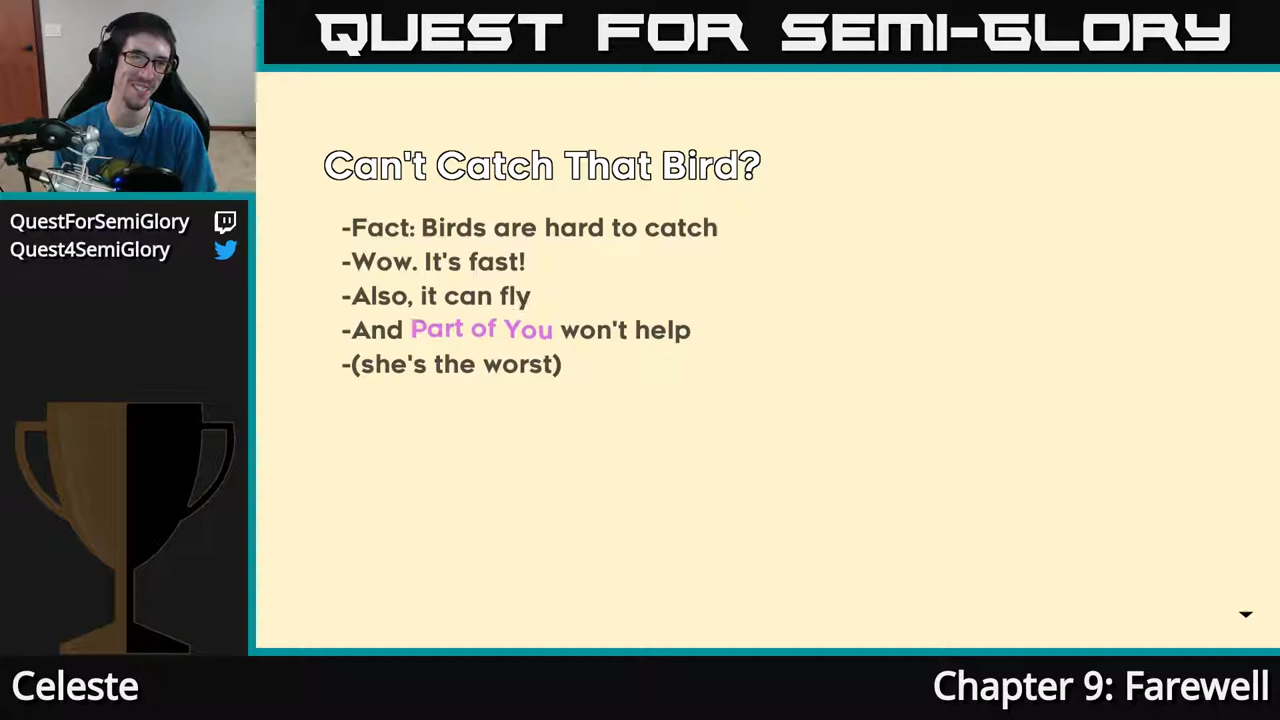 QUEST FOR SEMI-GLORY
QuestForSemiGlory
Quest4SemiGlory
Can't Catch That Bird?
-Fact: Birds are hard to catch
-Wow. It's fast!
-Also, it can fly
-And Part of You won't help
-(she's the worst)
Celeste
Chapter 9: Farewell